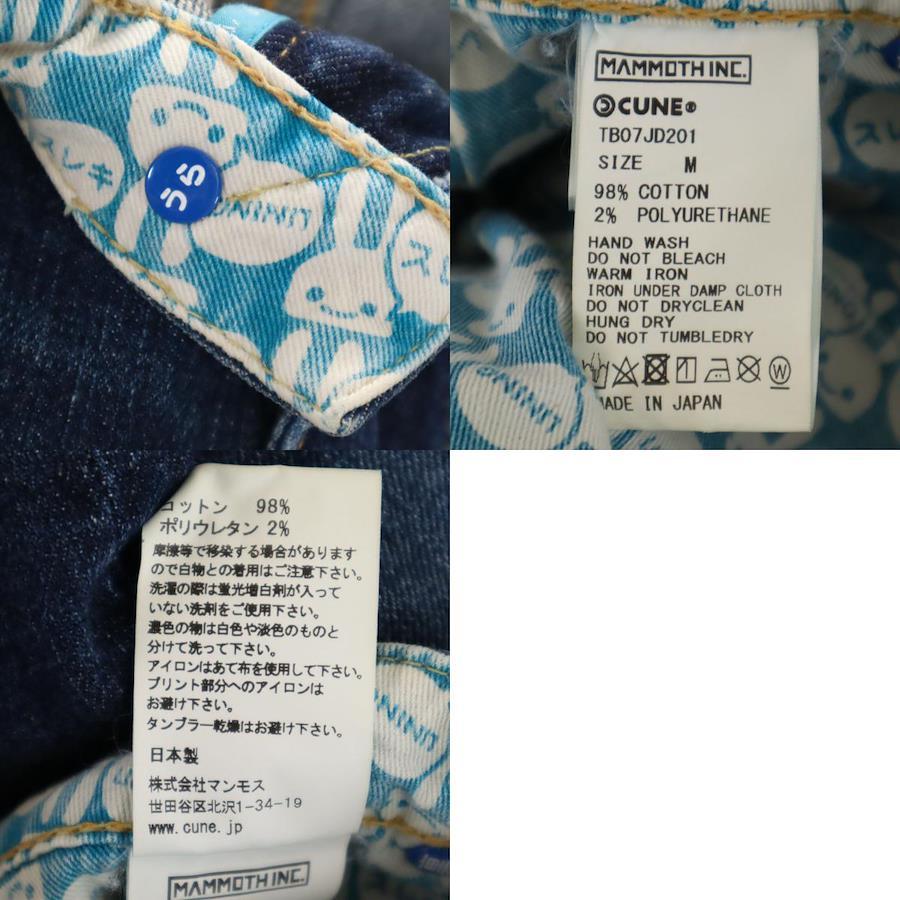 スレキ
うら
LINING
スレキ
MAMMOTH INC.
CUNE®
TB07JD201
SIZE M
98% COTTON
2% POLYURETHANE
HAND WASH
DO NOT BLEACH
WARM IRON
IRON UNDER DAMP CLOTH
DO NOT DRYCLEAN
HUNG DRY
DO NOT TUMBLEDRY
W
MADE IN JAPAN
スレキ
LINING
コットン 98%
ポリウレタン 2%
摩擦等で移染する場合があります
ので白物との着用はご注意下さい。
洗濯の際は蛍光増白剤が入って
いない洗剤をご使用下さい。
濃色の物は白色や淡色のものと
分けて洗って下さい。
アイロンはあて布を使用して下さい。
プリント部分へのアイロンは
お避け下さい。
タンブラー乾燥はお避け下さい。
日本製
株式会社マンモス
世田谷区北沢1-34-19
www.cune.jp
MAMMOTH INC.
LINING